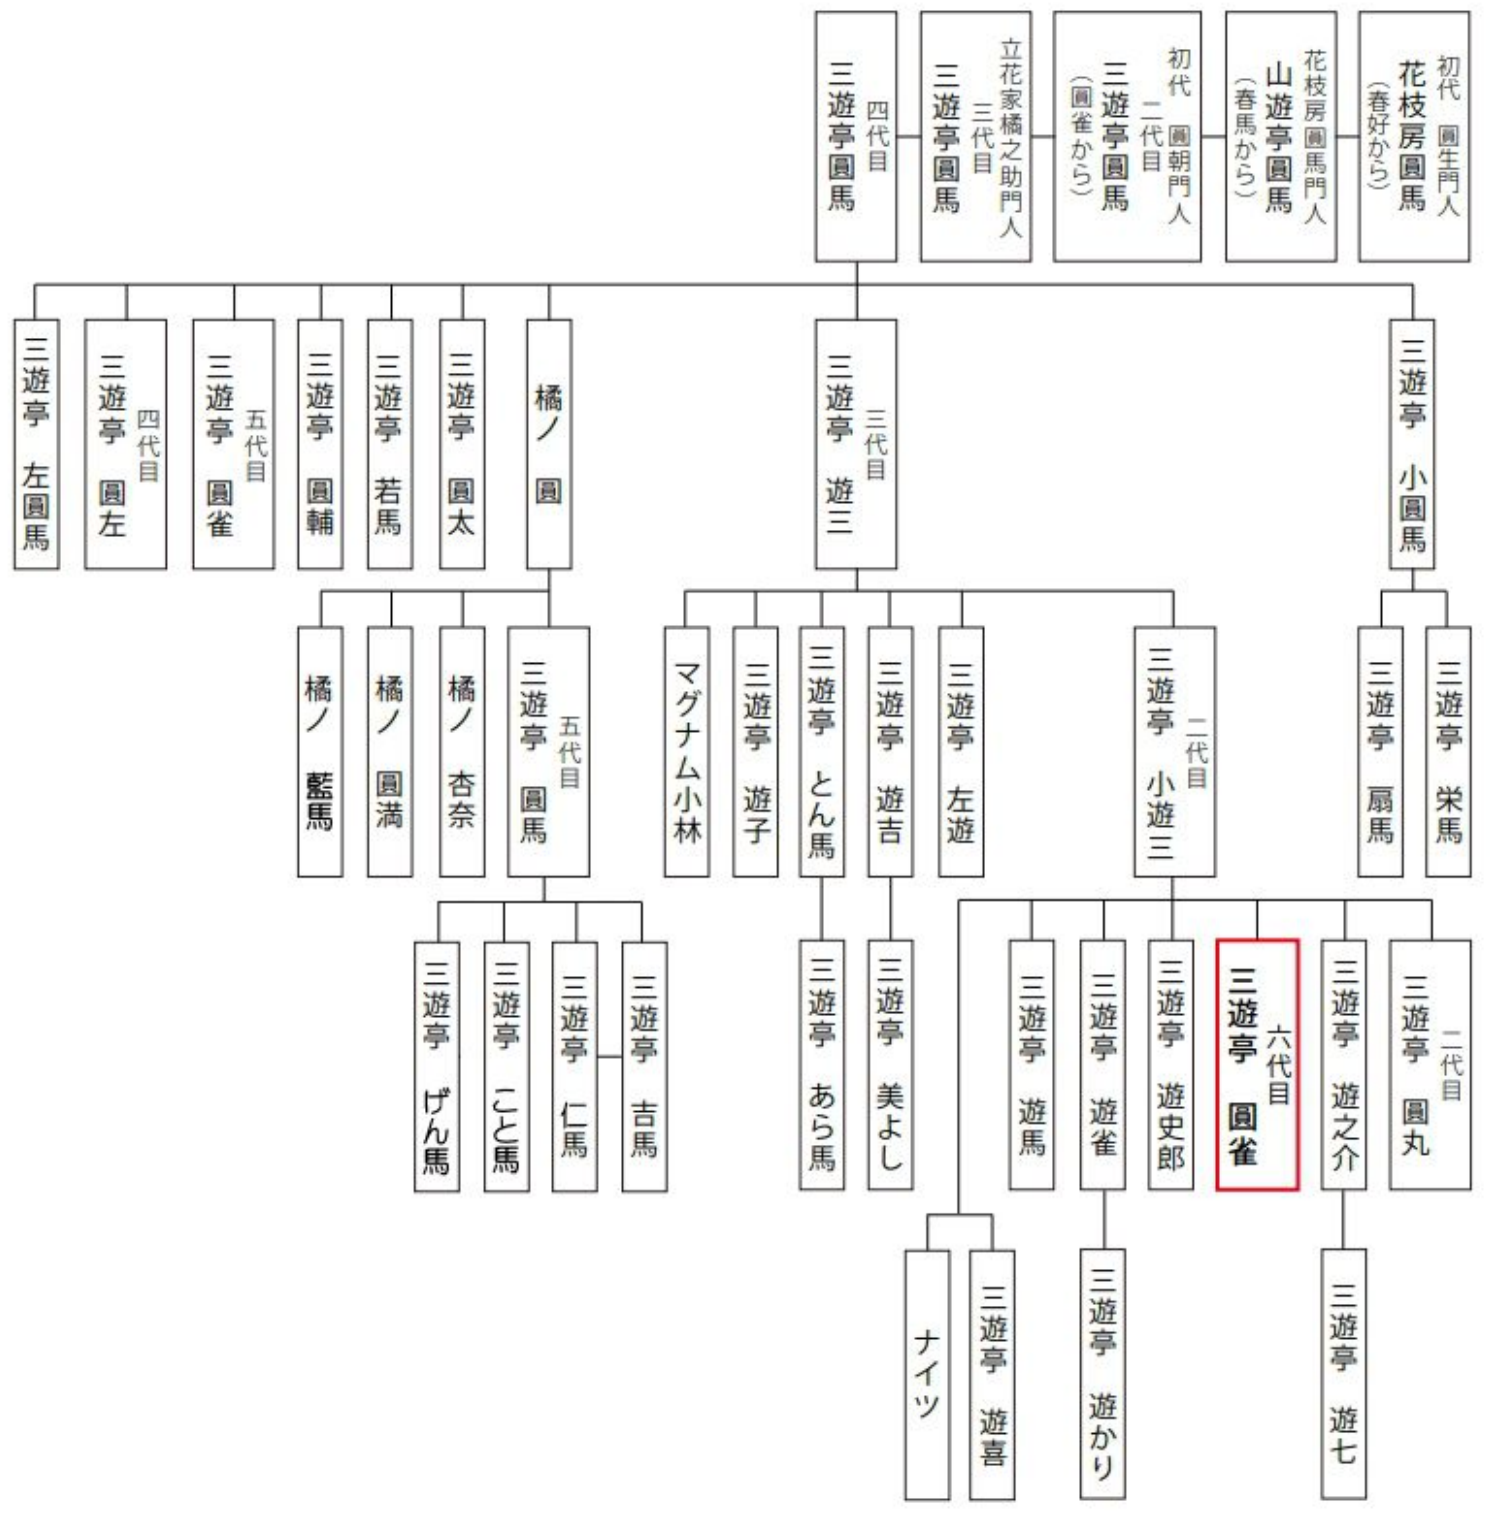 初代 圓生門人
花枝房圓馬
(春好から)
花枝房圓馬門人
山遊亭圓馬
(春馬から)
初代 圓朝門人
二代目
三遊亭圓馬
(圓雀から)
立花家橘之助門人
三代目
三遊亭圓馬
四代目
三遊亭圓馬
三遊亭 小圓馬
三代目
三遊亭 遊三
橘ノ 圓
三遊亭 圓太
三遊亭 若馬
三遊亭 圓輔
五代目
三遊亭 圓雀
四代目
三遊亭 圓左
三遊亭 左圓馬
三遊亭 栄馬
三遊亭 扇馬
二代目
三遊亭 小遊三
三遊亭 左遊
三遊亭 遊吉
三遊亭 とん馬
三遊亭 遊子
マグナム小林
五代目
三遊亭 圓馬
橘ノ 杏奈
橘ノ 圓満
橘ノ 藍馬
二代目
三遊亭 圓丸
三遊亭 遊之介
六代目
三遊亭 圓雀
三遊亭 遊史郎
三遊亭 遊雀
三遊亭 遊馬
三遊亭 美よし
三遊亭 あら馬
三遊亭 吉馬
三遊亭 仁馬
三遊亭 こと馬
三遊亭 げん馬
三遊亭 遊七
三遊亭 遊かり
三遊亭 遊喜
ナイツ